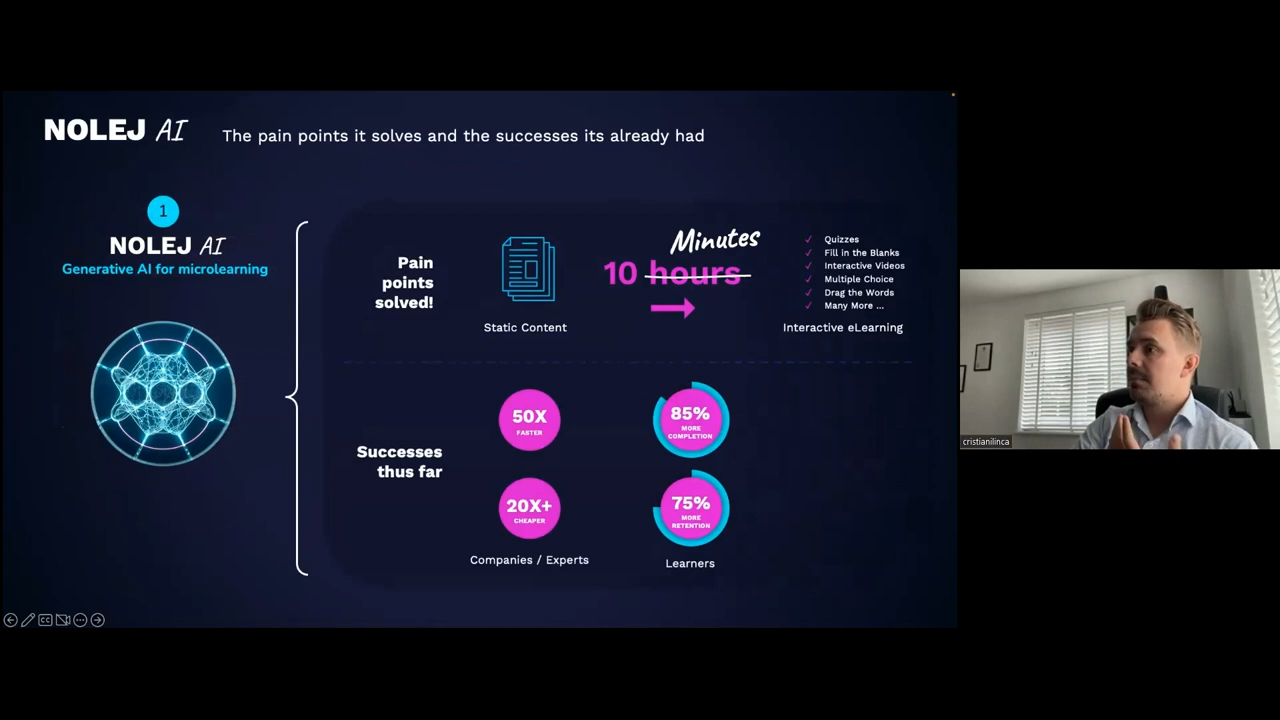 NOLEJ AI
The pain points it solves and the successes its already had
1
NOLEJ AI
Generative AI for microlearning
Pain
points
solved!
Static Content
Minutes
10 hours
✓ Quizzes
✓ Fill in the Blanks
✓ Interactive Videos
✓ Multiple Choice
✓ Drag the Words
✓ Many More ...
Interactive eLearning
Successes
thus far
50X
FASTER
20X+
CHEAPER
Companies / Experts
85%
MORE
COMPLETION
75%
MORE
RETENTION
Learners
CC
cristianilinca